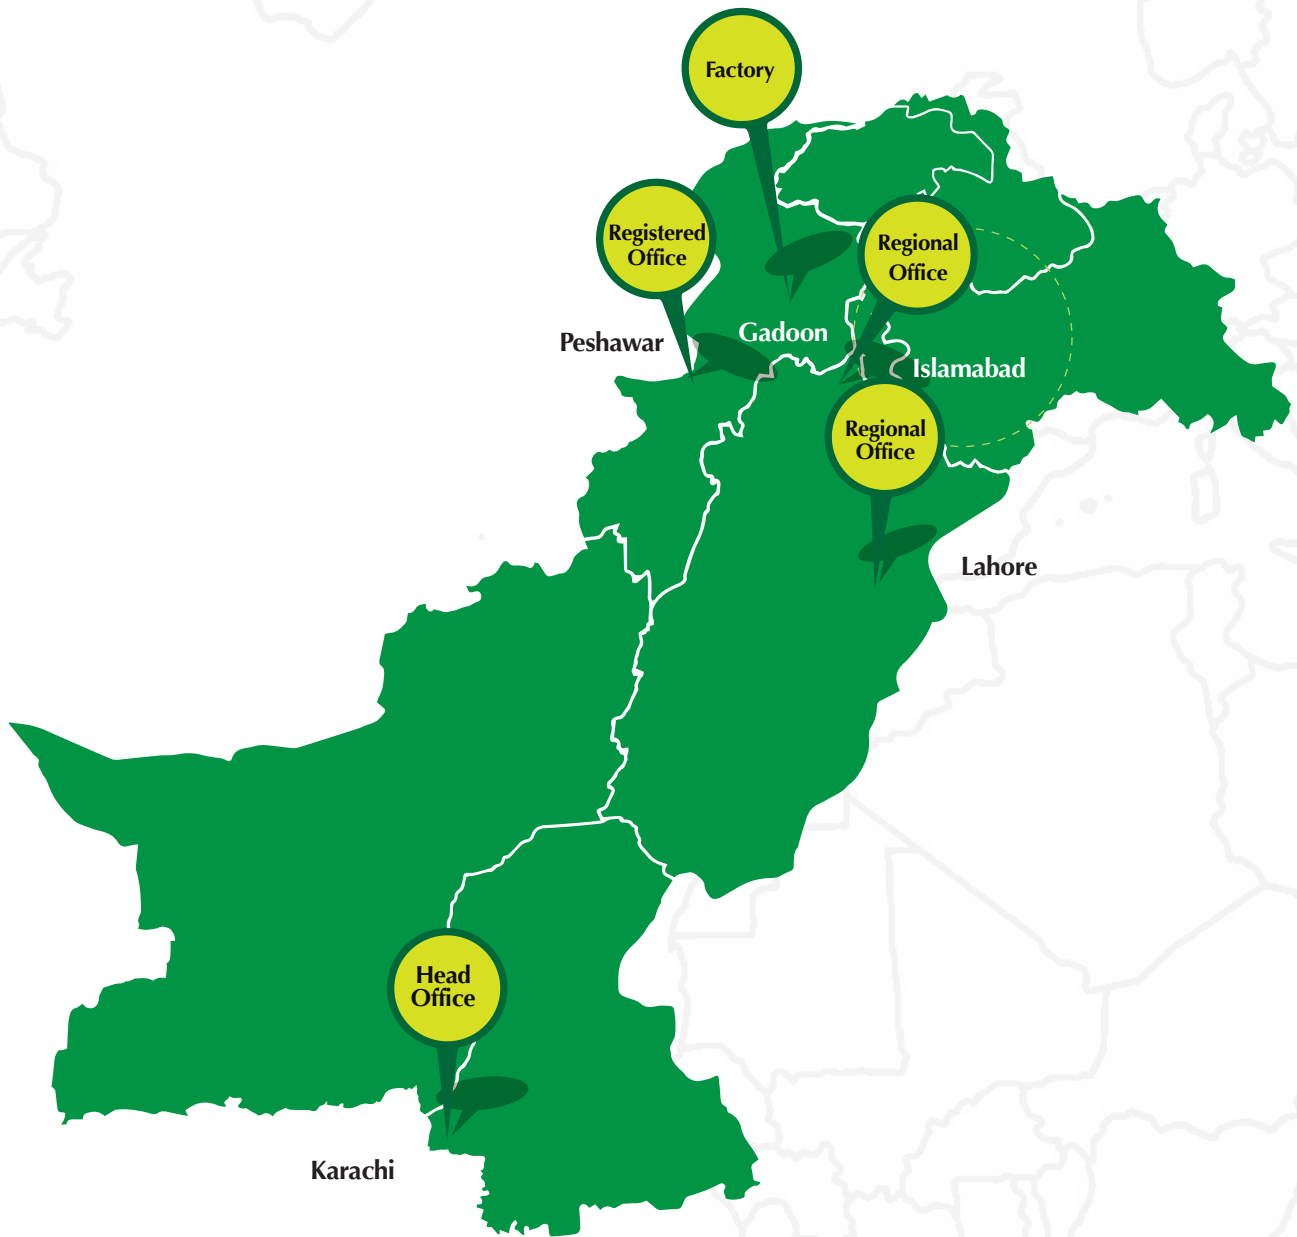 Factory
Registered
Office
Regional
Office
Peshawar
Gadoon
Islamabad
Regional
Office
Lahore
Head
Office
Karachi